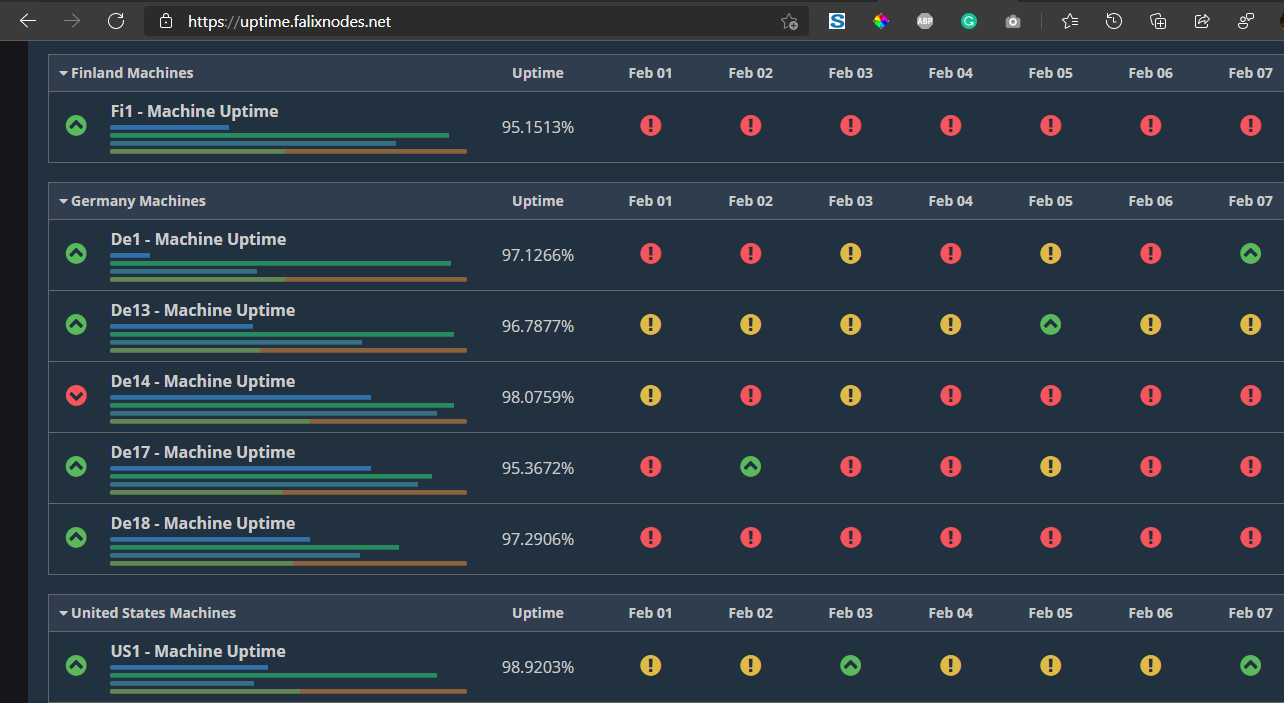 https://uptime.falixnodes.net
ABP
Finland Machines Uptime Feb 01 Feb 02 Feb 03 Feb 04 Feb 05 Feb 06 Feb 07
Fi1 - Machine Uptime
95.1513%
Germany Machines Uptime Feb 01 Feb 02 Feb 03 Feb 04 Feb 05 Feb 06 Feb 07
De1 - Machine Uptime
97.1266%
De13 - Machine Uptime
96.7877%
De14 - Machine Uptime
98.0759%
De17 - Machine Uptime
95.3672%
De18 - Machine Uptime
97.2906%
United States Machines Uptime Feb 01 Feb 02 Feb 03 Feb 04 Feb 05 Feb 06 Feb 07
US1 - Machine Uptime
98.9203%